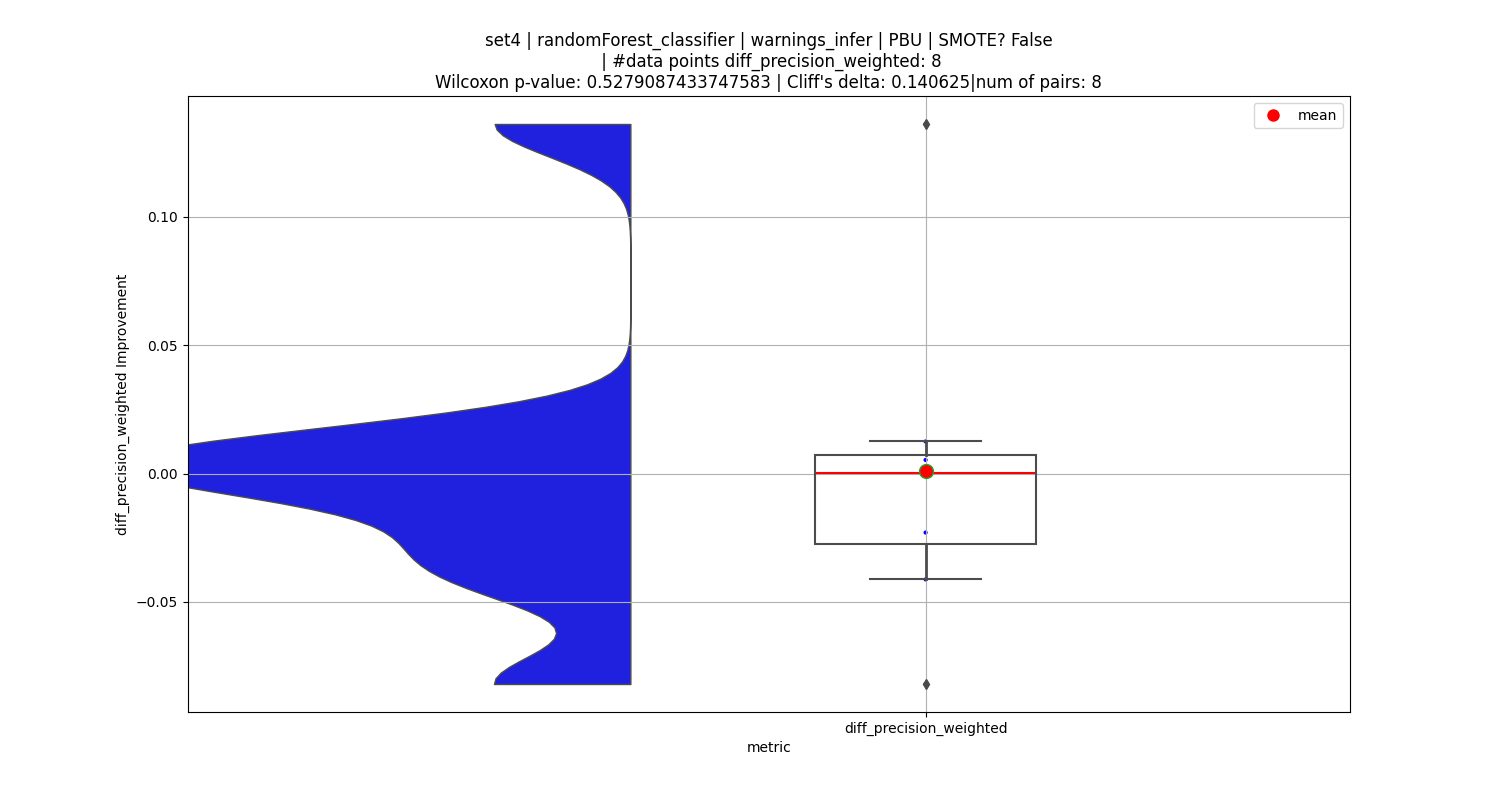 set4 | randomForest_classifier | warnings_infer | PBU | SMOTE? False
| #data points diff_precision_weighted: 8
Wilcoxon p-value: 0.5279087433747583 | Cliff's delta: 0.140625|num of pairs: 8
mean
0.10
0.05
0.00
−0.05
diff_precision_weighted Improvement
diff_precision_weighted
metric